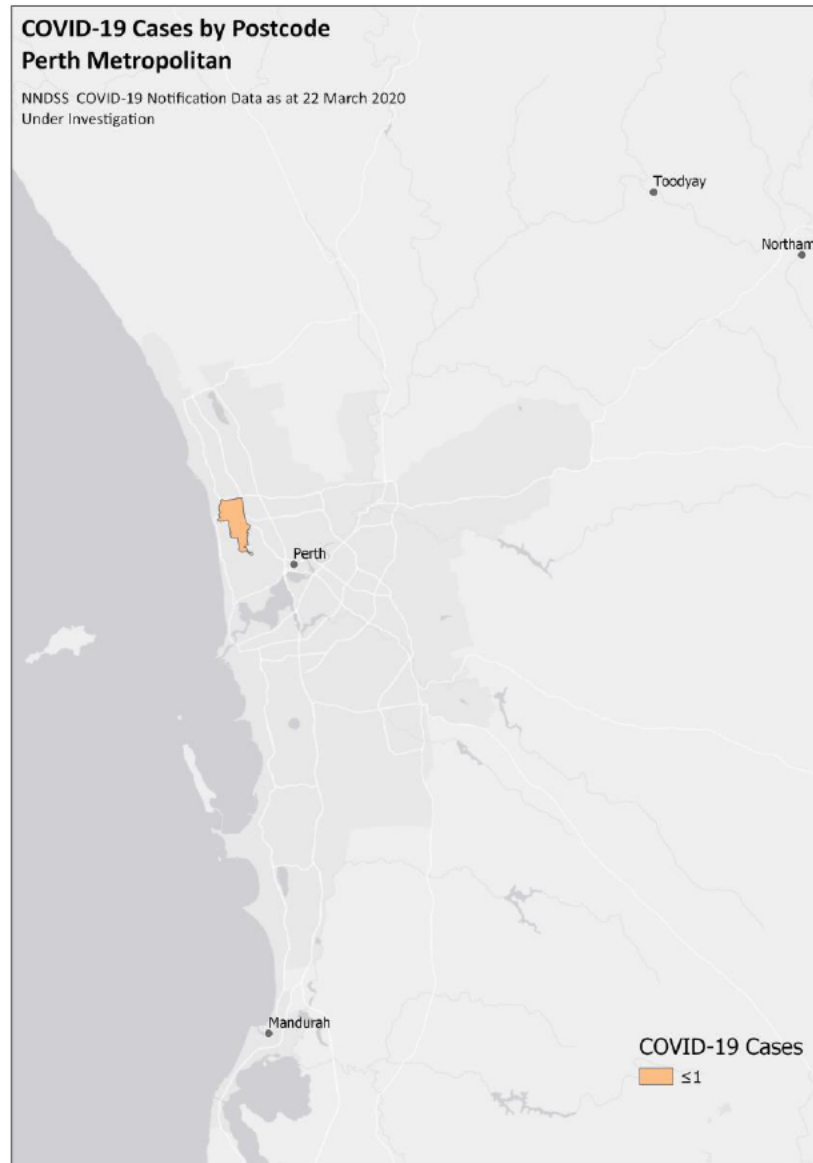 COVID-19 Cases by Postcode
Perth Metropolitan
NNDSS COVID-19 Notification Data as at 22 March 2020
Under Investigation
Toodyay
Northam
Perth
Mandurah
COVID-19 Cases
≤1